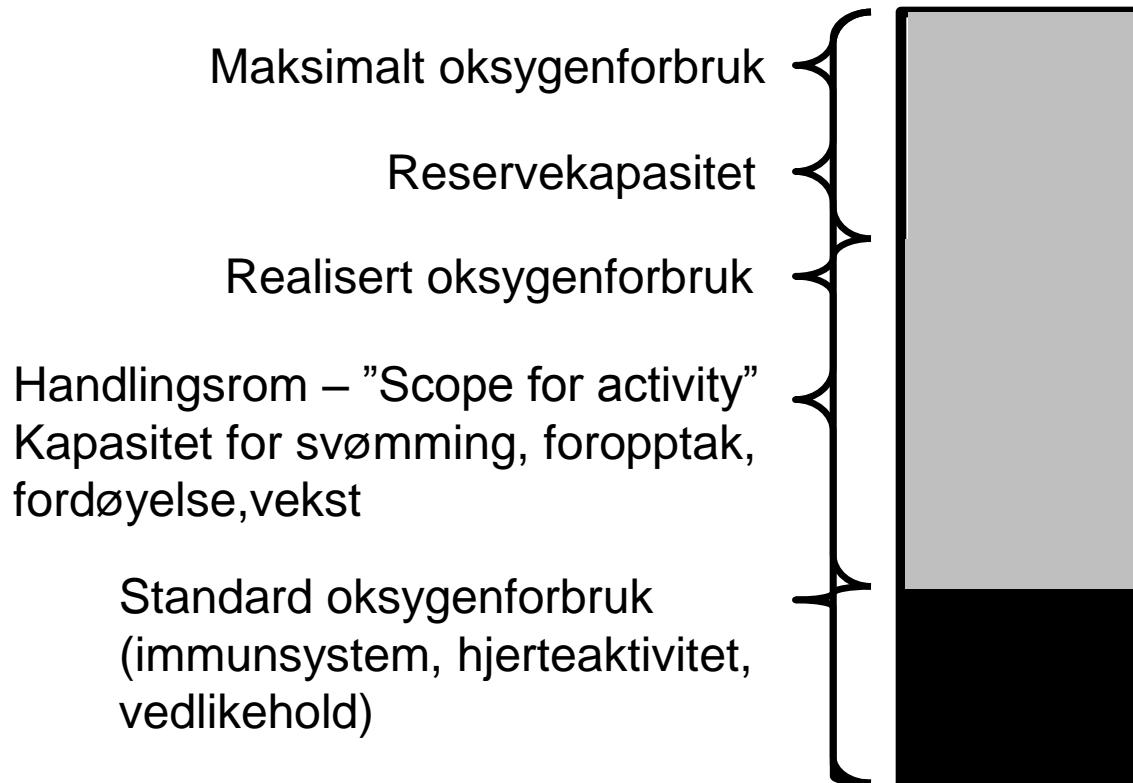 Maksimalt oksygenforbruk
Reservekapasitet
Realisert oksygenforbruk
Handlingsrom – ”Scope for activity”
Kapasitet for svømming, foropptak,
fordøyelse,vekst
Standard oksygenforbruk
(immunsystem, hjerteaktivitet,
vedlikehold)